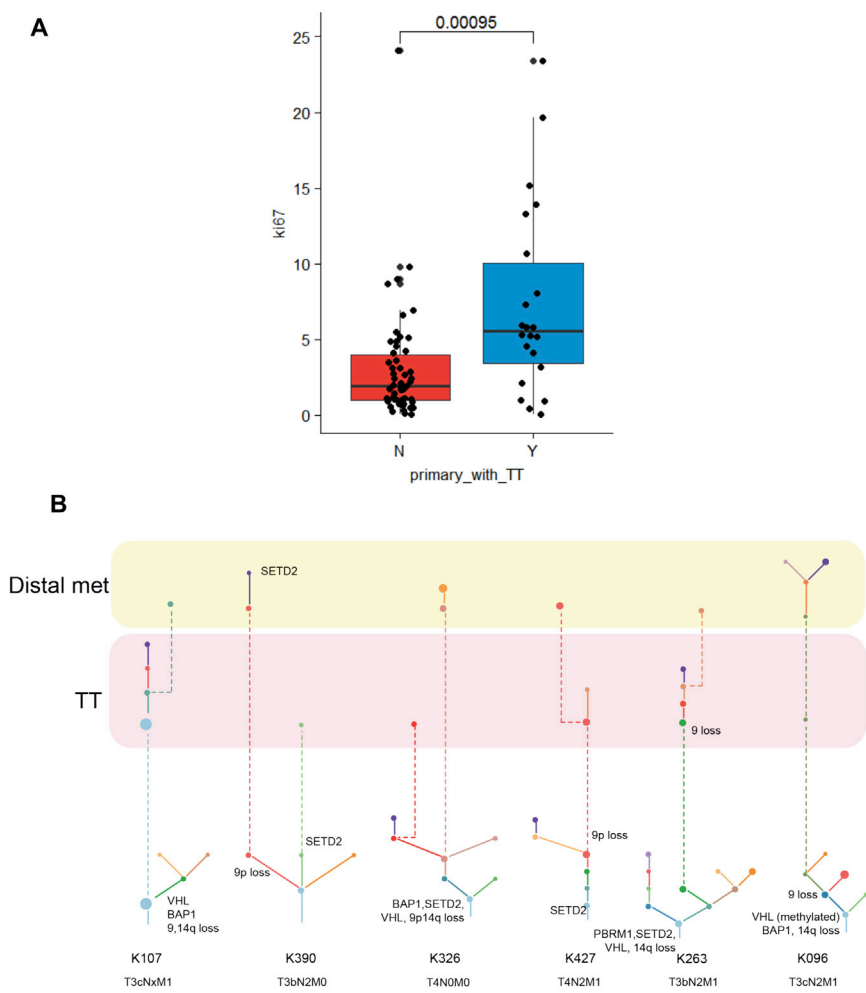 A
0.00095
25
20
15
10
5
0
ki67
N Y
primary_with_TT
B
Distal met
SETD2
TT
9 loss
SETD2
9p loss
9p loss
VHL
BAP1
9,14q loss
BAP1,SETD2,
VHL, 9p14q loss
SETD2
PBRM1,SETD2,
VHL, 14q loss
9 loss
VHL (methylated)
BAP1, 14q loss
K107 K390 K326 K427 K263 K096
T3cNxM1 T3bN2M0 T4N0M0 T4N2M1 T3bN2M1 T3cN2M1